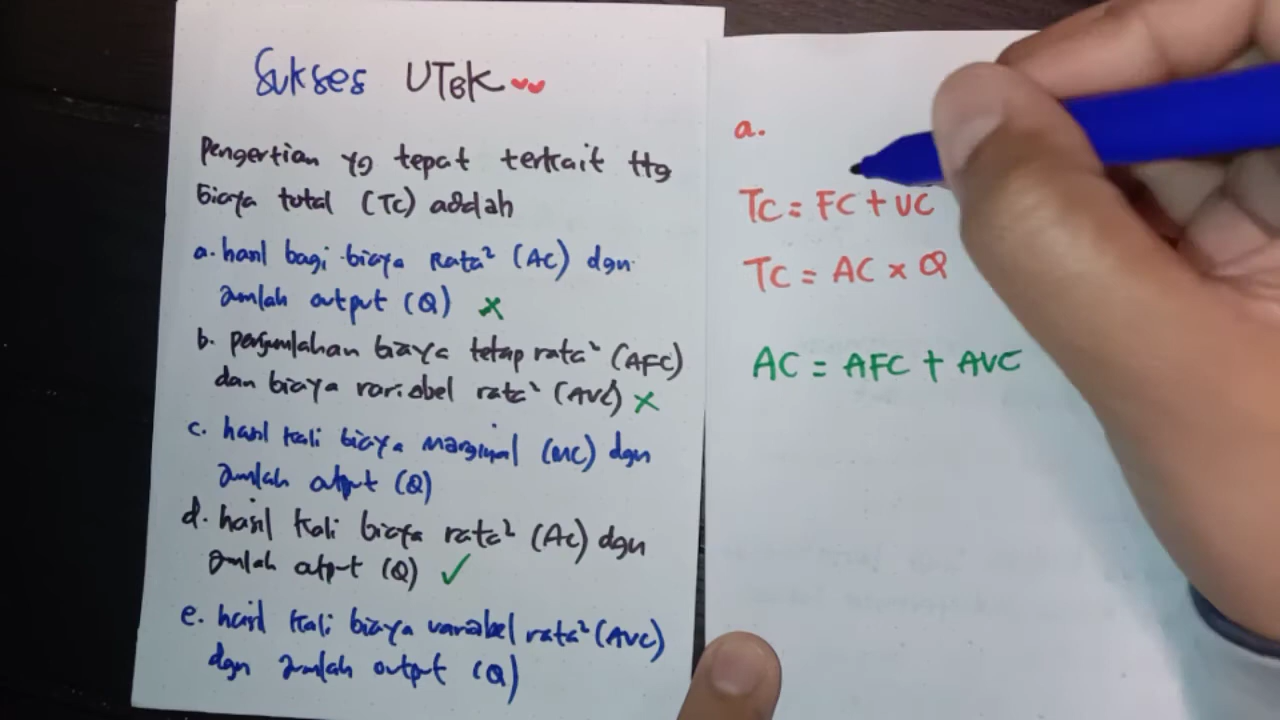 Sukses UTBK
Pengertian yg tepat terkait ttg
biaya total (TC) adalah
a. hasil bagi biaya rata² (AC) dgn
jumlah output (Q) x
b. penjumlahan biaya tetap rata² (AFC)
dan biaya variabel rata² (AVC) x
c. hasil kali biaya marginal (MC) dgn
jumlah output (Q)
d. hasil kali biaya rata² (AC) dgn
jumlah output (Q) ✓
e. hasil kali biaya variabel rata² (AVC)
dgn jumlah output (Q)
a.
TC = FC + VC
TC = AC x Q
AC = AFC + AVC